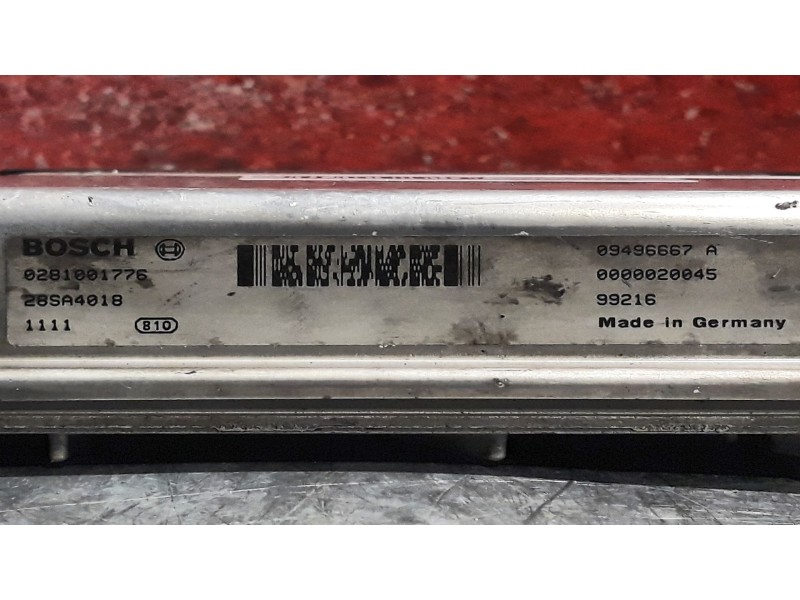 BOSCH
0281001776
28SA4018
1111 810
09496667 A
0000020045
99216
Made in Germany